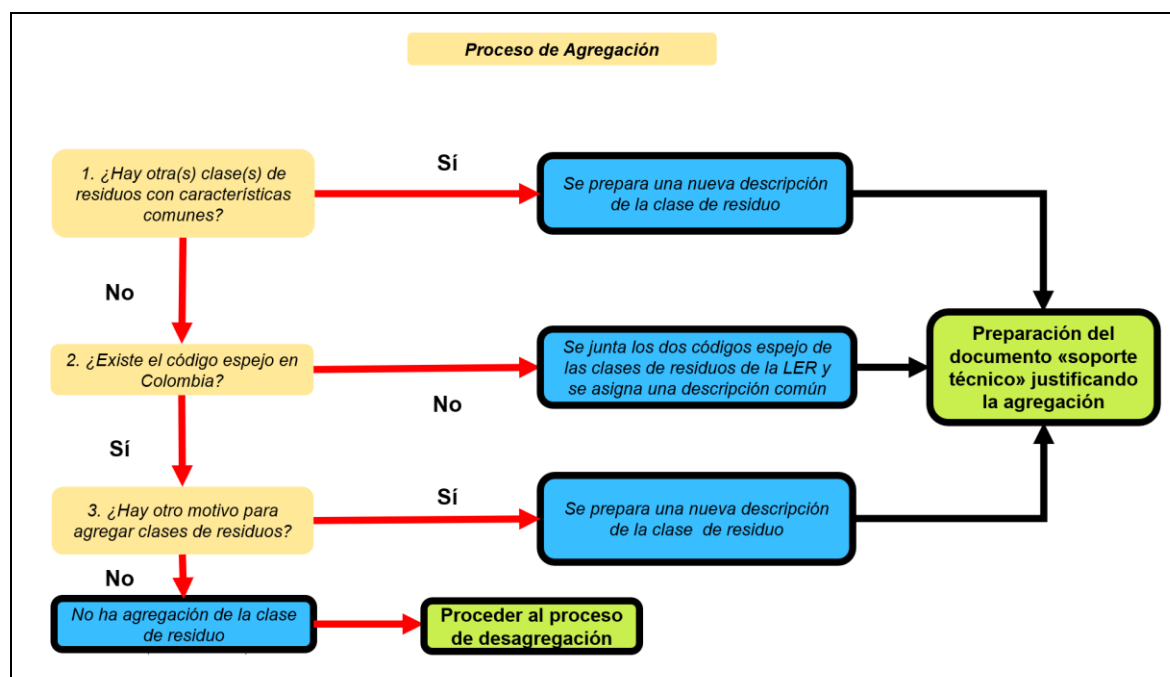 Proceso de Agregación
1. ¿Hay otra(s) clase(s) de
residuos con características
comunes?
Sí
Se prepara una nueva descripción
de la clase de residuo
No
2. ¿Existe el código espejo en
Colombia?
No
Se junta los dos códigos espejo de
las clases de residuos de la LER y
se asigna una descripción común
Preparación del
documento «soporte
técnico» justificando
la agregación
Sí
3. ¿Hay otro motivo para
agregar clases de residuos?
Sí
Se prepara una nueva descripción
de la clase de residuo
No
No ha agregación de la clase
de residuo
Proceder al proceso
de desagregación